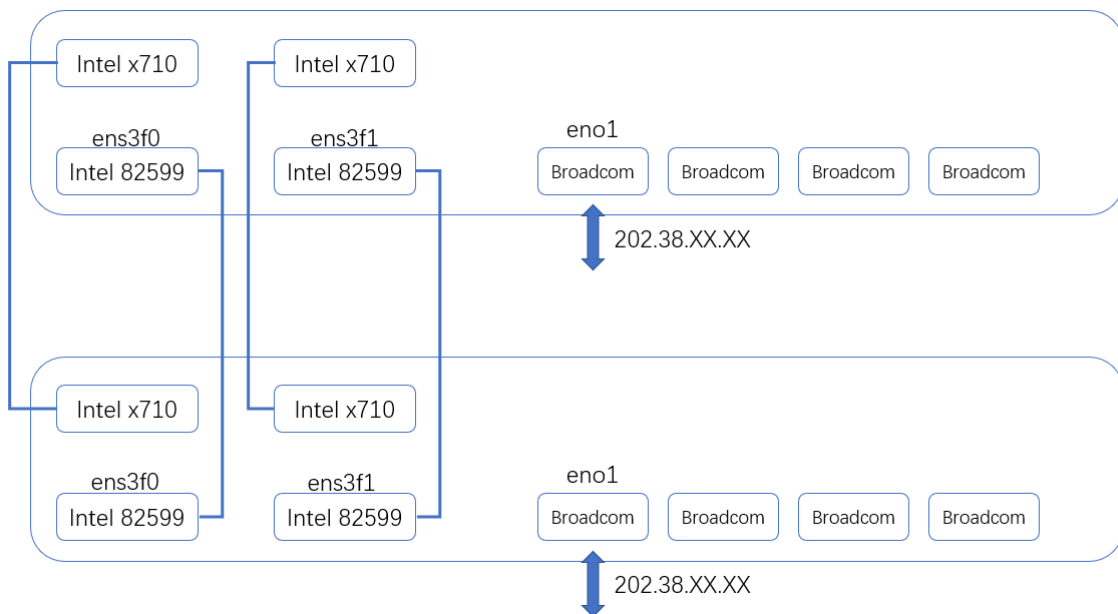 Intel x710 Intel x710
ens3f0 ens3f1 eno1
Intel 82599 Intel 82599 Broadcom Broadcom Broadcom Broadcom
202.38.XX.XX
Intel x710 Intel x710
ens3f0 ens3f1 eno1
Intel 82599 Intel 82599 Broadcom Broadcom Broadcom Broadcom
202.38.XX.XX